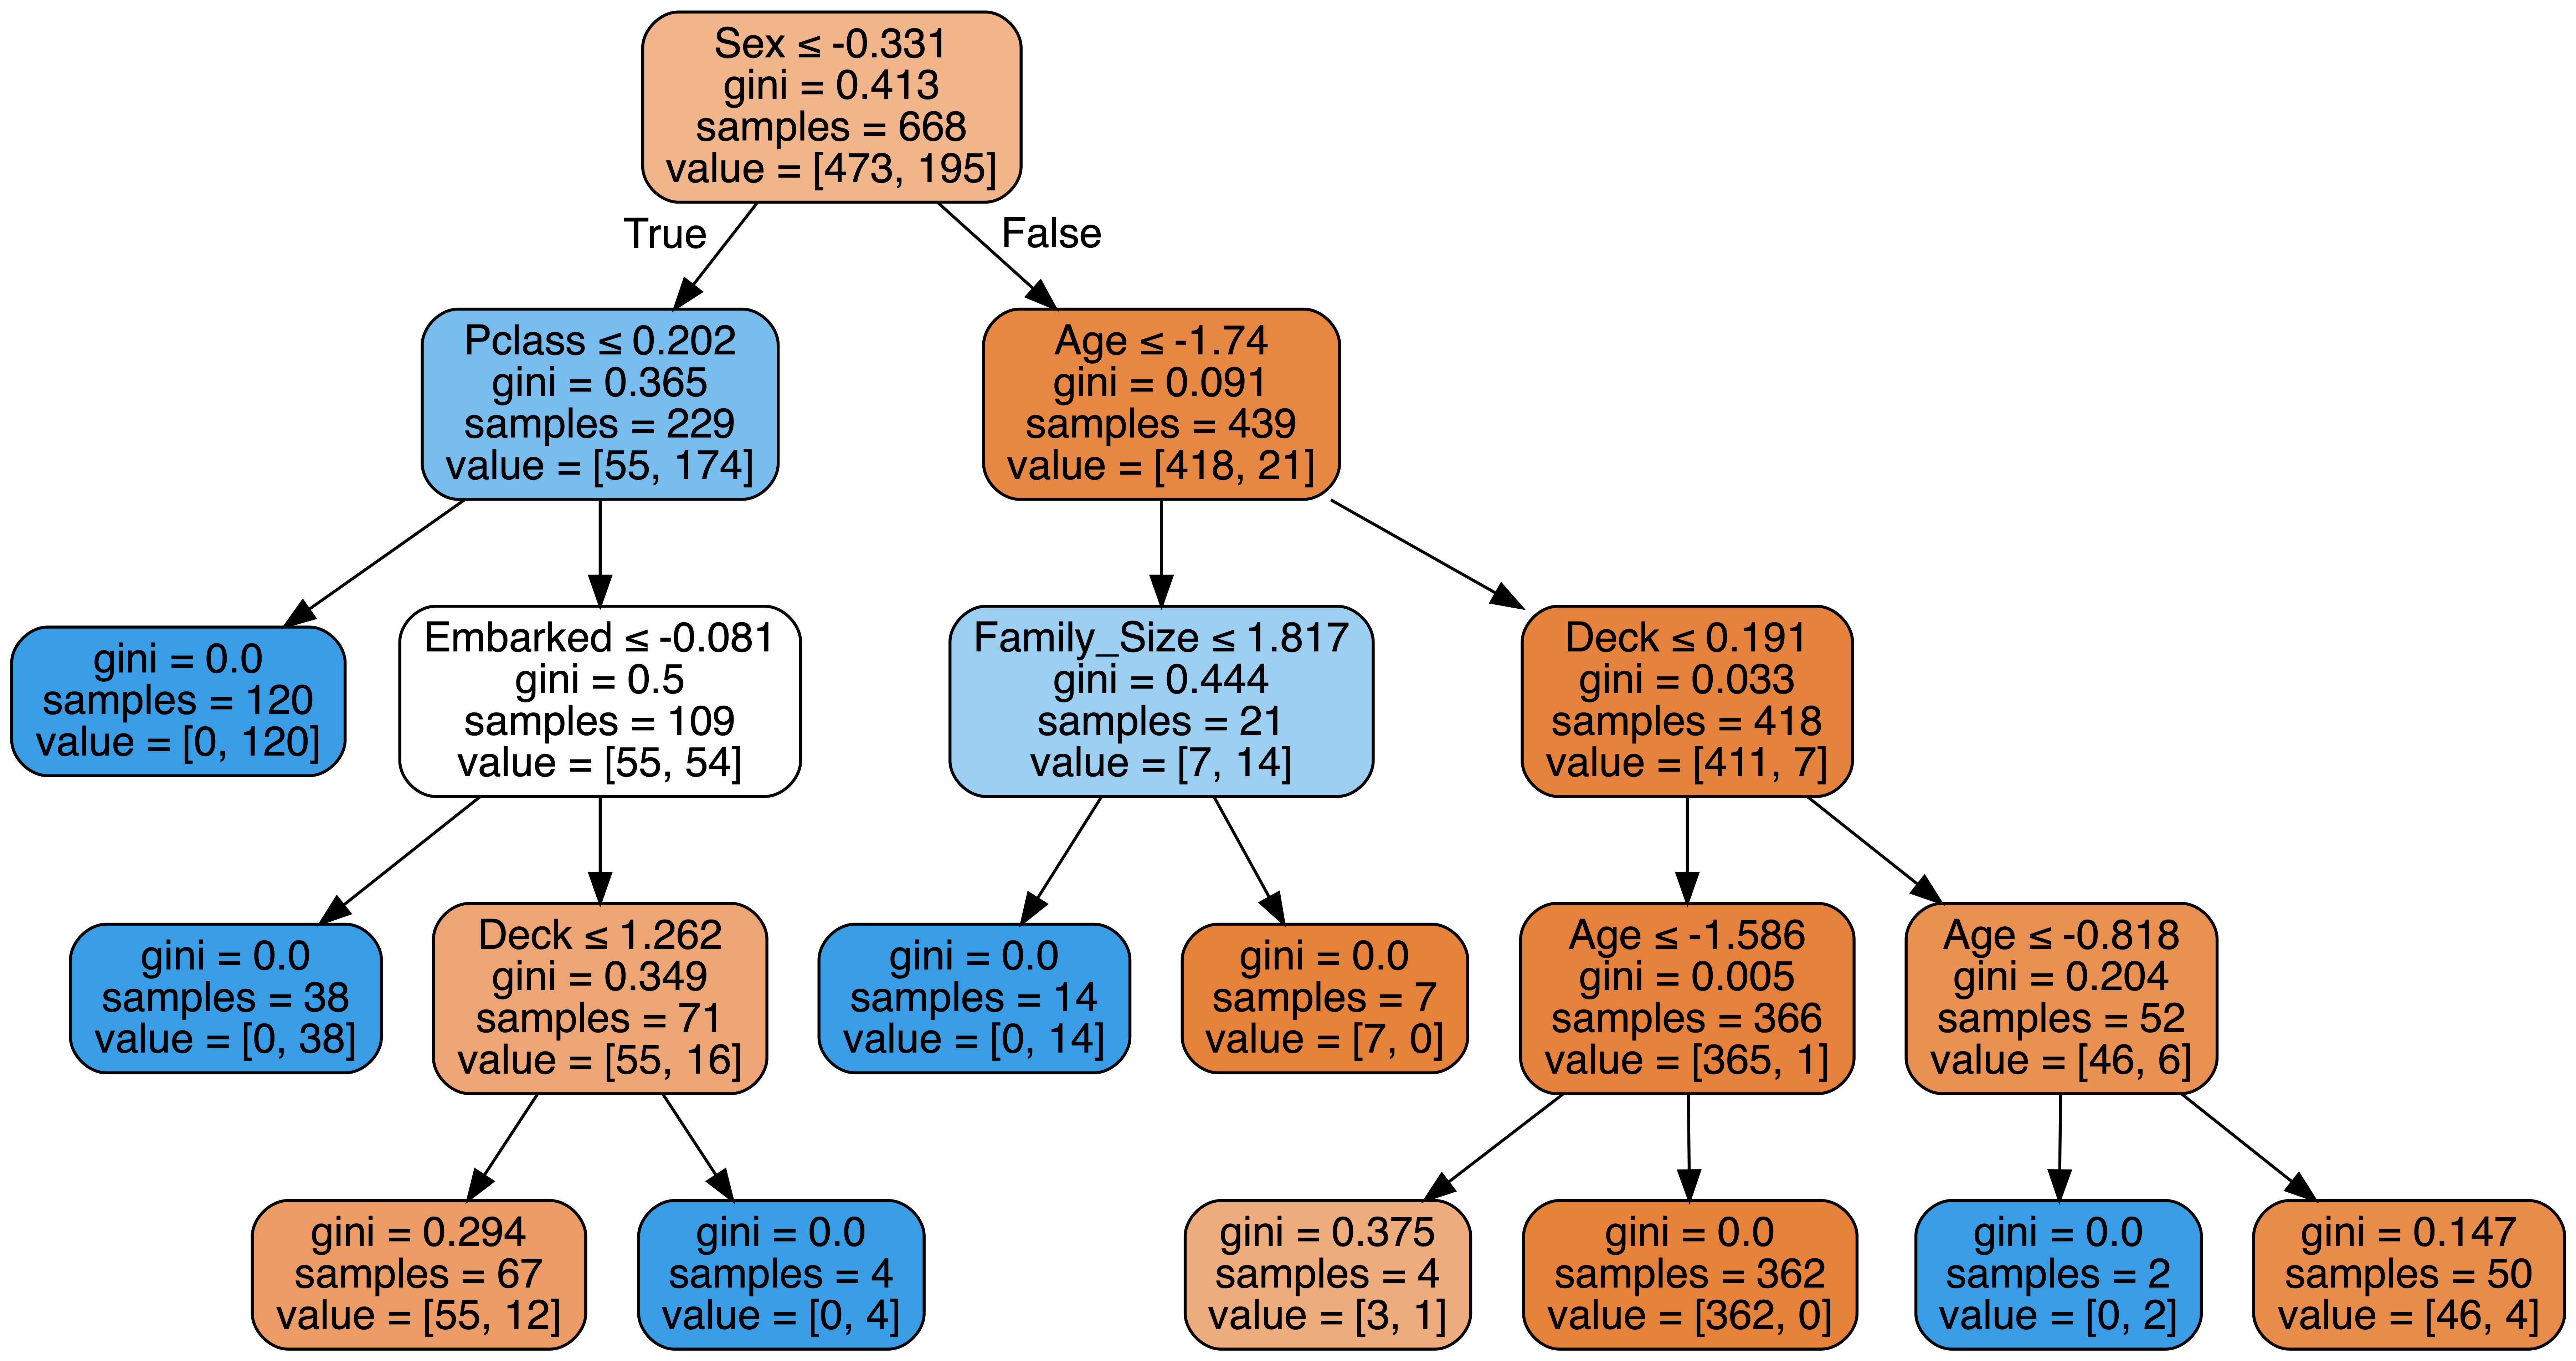 Sex ≤ -0.331
gini = 0.413
samples = 668
value = [473, 195]
True
False
Pclass ≤ 0.202
gini = 0.365
samples = 229
value = [55, 174]
Age ≤ -1.74
gini = 0.091
samples = 439
value = [418, 21]
gini = 0.0
samples = 120
value = [0, 120]
Embarked ≤ -0.081
gini = 0.5
samples = 109
value = [55, 54]
Family_Size ≤ 1.817
gini = 0.444
samples = 21
value = [7, 14]
Deck ≤ 0.191
gini = 0.033
samples = 418
value = [411, 7]
gini = 0.0
samples = 38
value = [0, 38]
Deck ≤ 1.262
gini = 0.349
samples = 71
value = [55, 16]
gini = 0.0
samples = 14
value = [0, 14]
gini = 0.0
samples = 7
value = [7, 0]
Age ≤ -1.586
gini = 0.005
samples = 366
value = [365, 1]
Age ≤ -0.818
gini = 0.204
samples = 52
value = [46, 6]
gini = 0.294
samples = 67
value = [55, 12]
gini = 0.0
samples = 4
value = [0, 4]
gini = 0.375
samples = 4
value = [3, 1]
gini = 0.0
samples = 362
value = [362, 0]
gini = 0.0
samples = 2
value = [0, 2]
gini = 0.147
samples = 50
value = [46, 4]